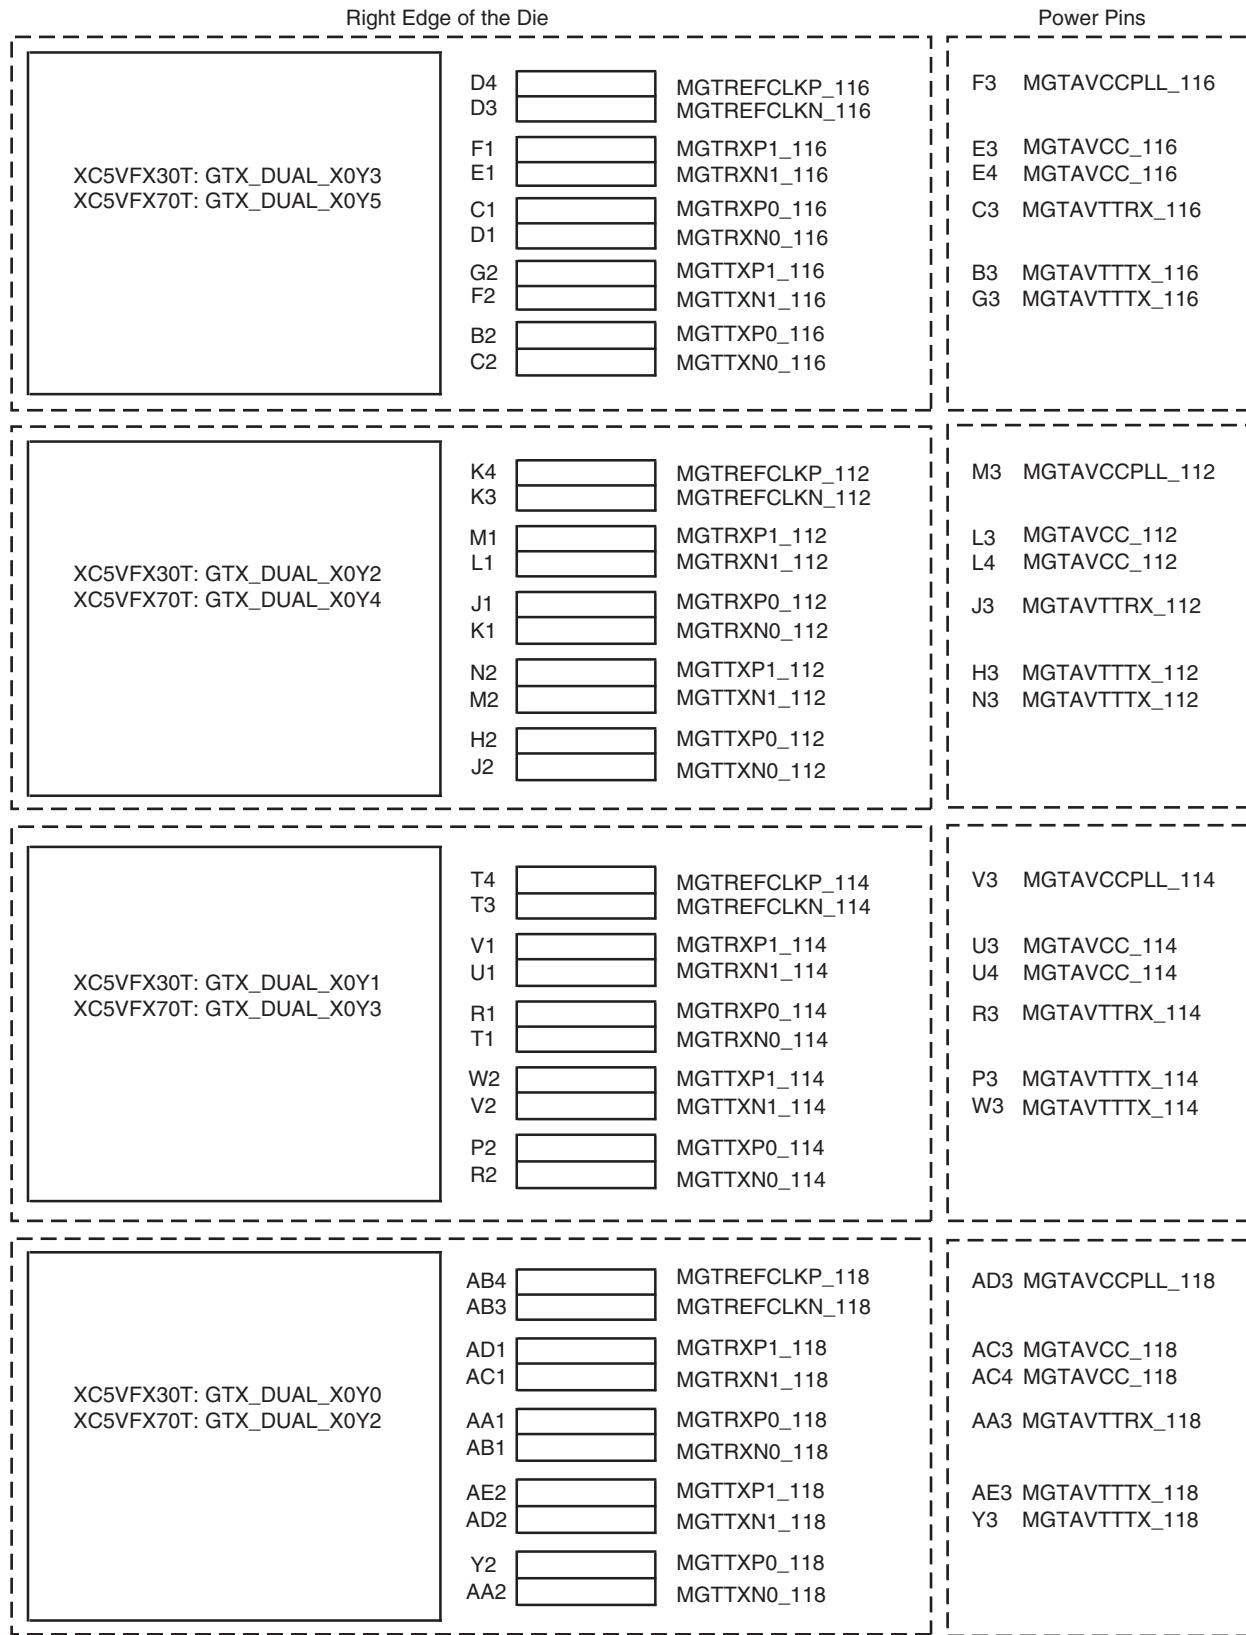 Right Edge of the Die
Power Pins
XC5VFX30T: GTX_DUAL_X0Y3
XC5VFX70T: GTX_DUAL_X0Y5
D4 MGTREFCLKP_116
D3 MGTREFCLKN_116
F1 MGTRXP1_116
E1 MGTRXN1_116
C1 MGTRXP0_116
D1 MGTRXN0_116
G2 MGTTXP1_116
F2 MGTTXN1_116
B2 MGTTXP0_116
C2 MGTTXN0_116
F3 MGTAVCCPLL_116
E3 MGTAVCC_116
E4 MGTAVCC_116
C3 MGTAVTTRX_116
B3 MGTAVTTTX_116
G3 MGTAVTTTX_116
XC5VFX30T: GTX_DUAL_X0Y2
XC5VFX70T: GTX_DUAL_X0Y4
K4 MGTREFCLKP_112
K3 MGTREFCLKN_112
M1 MGTRXP1_112
L1 MGTRXN1_112
J1 MGTRXP0_112
K1 MGTRXN0_112
N2 MGTTXP1_112
M2 MGTTXN1_112
H2 MGTTXP0_112
J2 MGTTXN0_112
M3 MGTAVCCPLL_112
L3 MGTAVCC_112
L4 MGTAVCC_112
J3 MGTAVTTRX_112
H3 MGTAVTTTX_112
N3 MGTAVTTTX_112
XC5VFX30T: GTX_DUAL_X0Y1
XC5VFX70T: GTX_DUAL_X0Y3
T4 MGTREFCLKP_114
T3 MGTREFCLKN_114
V1 MGTRXP1_114
U1 MGTRXN1_114
R1 MGTRXP0_114
T1 MGTRXN0_114
W2 MGTTXP1_114
V2 MGTTXN1_114
P2 MGTTXP0_114
R2 MGTTXN0_114
V3 MGTAVCCPLL_114
U3 MGTAVCC_114
U4 MGTAVCC_114
R3 MGTAVTTRX_114
P3 MGTAVTTTX_114
W3 MGTAVTTTX_114
XC5VFX30T: GTX_DUAL_X0Y0
XC5VFX70T: GTX_DUAL_X0Y2
AB4 MGTREFCLKP_118
AB3 MGTREFCLKN_118
AD1 MGTRXP1_118
AC1 MGTRXN1_118
AA1 MGTRXP0_118
AB1 MGTRXN0_118
AE2 MGTTXP1_118
AD2 MGTTXN1_118
Y2 MGTTXP0_118
AA2 MGTTXN0_118
AD3 MGTAVCCPLL_118
AC3 MGTAVCC_118
AC4 MGTAVCC_118
AA3 MGTAVTTRX_118
AE3 MGTAVTTTX_118
Y3 MGTAVTTTX_118